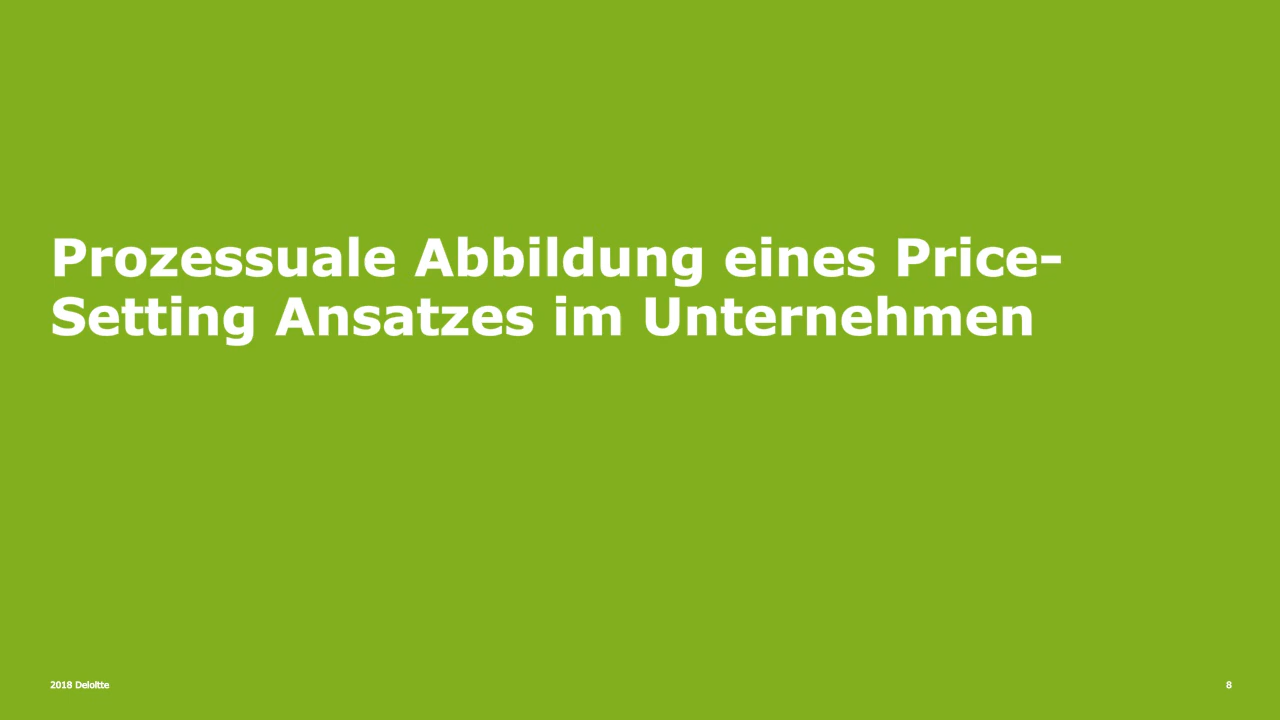 Prozessuale Abbildung eines Price-
Setting Ansatzes im Unternehmen
2018 Deloitte
8